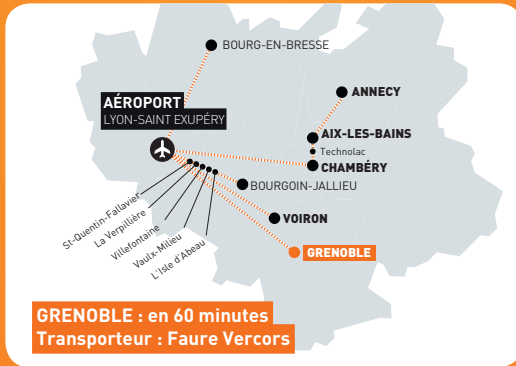 BOURG-EN-BRESSE
ANNECY
AÉROPORT
LYON-SAINT EXUPÉRY
AIX-LES-BAINS
Technolac
CHAMBÉRY
BOURGOIN-JALLIEU
St-Quentin-Fallavier
La Verpillière
Villefontaine
Vaulx-Milieu
L'Isle d'Abeau
VOIRON
GRENOBLE
GRENOBLE : en 60 minutes
Transporteur : Faure Vercors